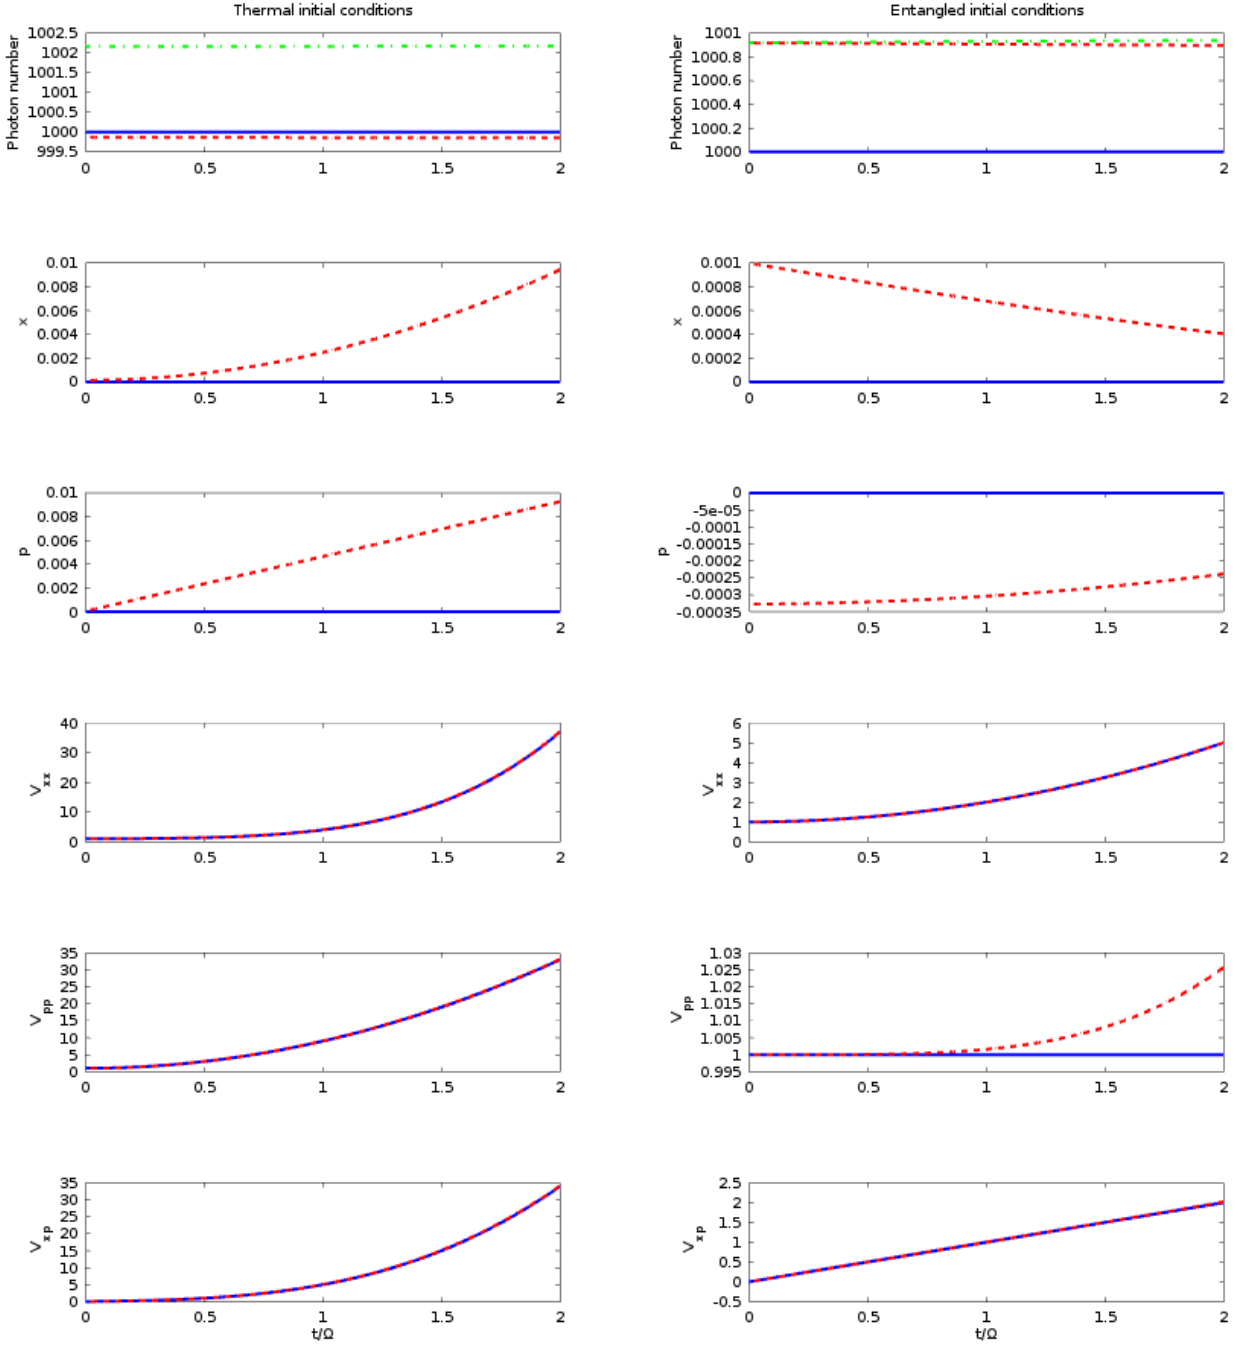 Thermal initial conditions
Photon number
1002.5
1002
1001.5
1001
1000.5
1000
999.5
0 0.5 1 1.5 2
x
0.01
0.008
0.006
0.004
0.002
0
0 0.5 1 1.5 2
p
0.01
0.008
0.006
0.004
0.002
0
0 0.5 1 1.5 2
Vxx
40
30
20
10
0
0 0.5 1 1.5 2
Vpp
35
30
25
20
15
10
5
0
0 0.5 1 1.5 2
Vxp
35
30
25
20
15
10
5
0
0 0.5 1 1.5 2
t/Ω
Entangled initial conditions
Photon number
1001
1000.8
1000.6
1000.4
1000.2
1000
0 0.5 1 1.5 2
x
0.001
0.0008
0.0006
0.0004
0.0002
0
0 0.5 1 1.5 2
p
0
-5e-05
-0.0001
-0.00015
-0.0002
-0.00025
-0.0003
-0.00035
0 0.5 1 1.5 2
Vxx
6
5
4
3
2
1
0
0 0.5 1 1.5 2
Vpp
1.03
1.025
1.02
1.015
1.01
1.005
1
0.995
0 0.5 1 1.5 2
Vxp
2.5
2
1.5
1
0.5
0
-0.5
0 0.5 1 1.5 2
t/Ω